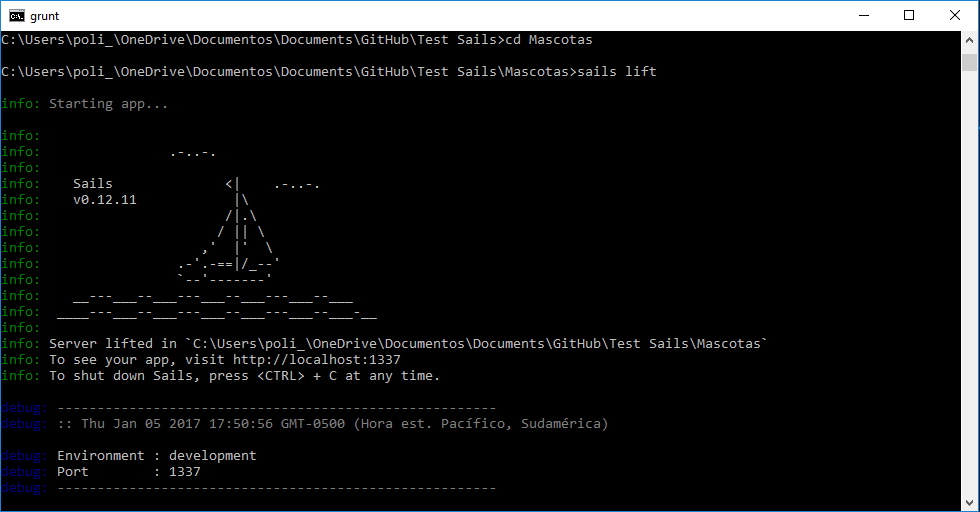 grunt
C:\Users\poli_\OneDrive\Documentos\Documents\GitHub\Test Sails>cd Mascotas
C:\Users\poli_\OneDrive\Documentos\Documents\GitHub\Test Sails\Mascotas>sails lift
info: Starting app...
info:
info:                .-..-.
info:
info:    Sails              <|    .-..-.
info:    v0.12.11            |\
info:                       /|.\
info:                      / || \
info:                    ,'  |'  \
info:                 .-'.-==|/_--'
info:                 `--'-------'
info:    __---___--___---___--___---___--___
info:  ____---___--___---___--___---___--___-__
info:
info: Server lifted in `C:\Users\poli_\OneDrive\Documentos\Documents\GitHub\Test Sails\Mascotas`
info: To see your app, visit http://localhost:1337
info: To shut down Sails, press <CTRL> + C at any time.
debug: -------------------------------------------------------
debug: :: Thu Jan 05 2017 17:50:56 GMT-0500 (Hora est. Pacífico, Sudamérica)
debug: Environment : development
debug: Port        : 1337
debug: -------------------------------------------------------